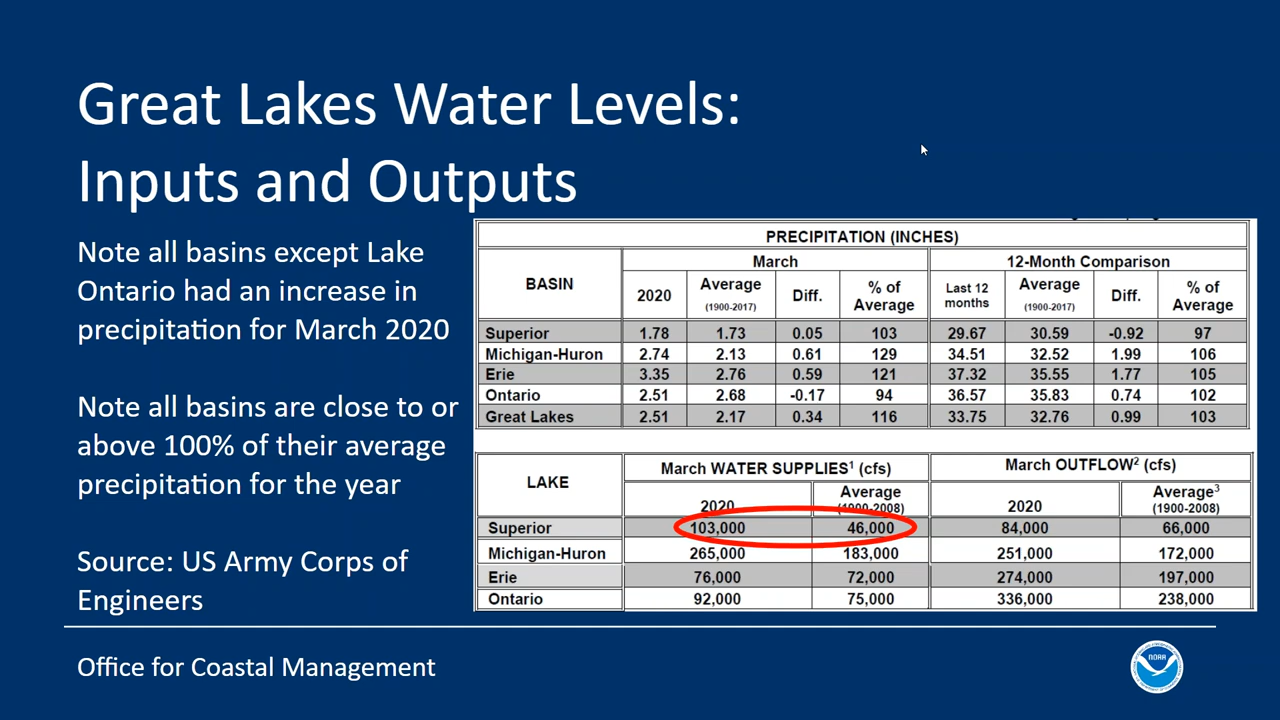 Great Lakes Water Levels:
Inputs and Outputs
Note all basins except Lake
Ontario had an increase in
precipitation for March 2020
Note all basins are close to or
above 100% of their average
precipitation for the year
Source: US Army Corps of
Engineers
PRECIPITATION (INCHES)
BASIN March 12-Month Comparison
2020 Average (1900-2017) Diff. % of Average Last 12 months Average (1900-2017) Diff. % of Average
Superior 1.78 1.73 0.05 103 29.67 30.59 -0.92 97
Michigan-Huron 2.74 2.13 0.61 129 34.51 32.52 1.99 106
Erie 3.35 2.76 0.59 121 37.32 35.55 1.77 105
Ontario 2.51 2.68 -0.17 94 36.57 35.83 0.74 102
Great Lakes 2.51 2.17 0.34 116 33.75 32.76 0.99 103
LAKE March WATER SUPPLIES¹ (cfs) March OUTFLOW² (cfs)
2020 Average (1900-2008) 2020 Average³ (1900-2008)
Superior 103,000 46,000 84,000 66,000
Michigan-Huron 265,000 183,000 251,000 172,000
Erie 76,000 72,000 274,000 197,000
Ontario 92,000 75,000 336,000 238,000
Office for Coastal Management
NOAA